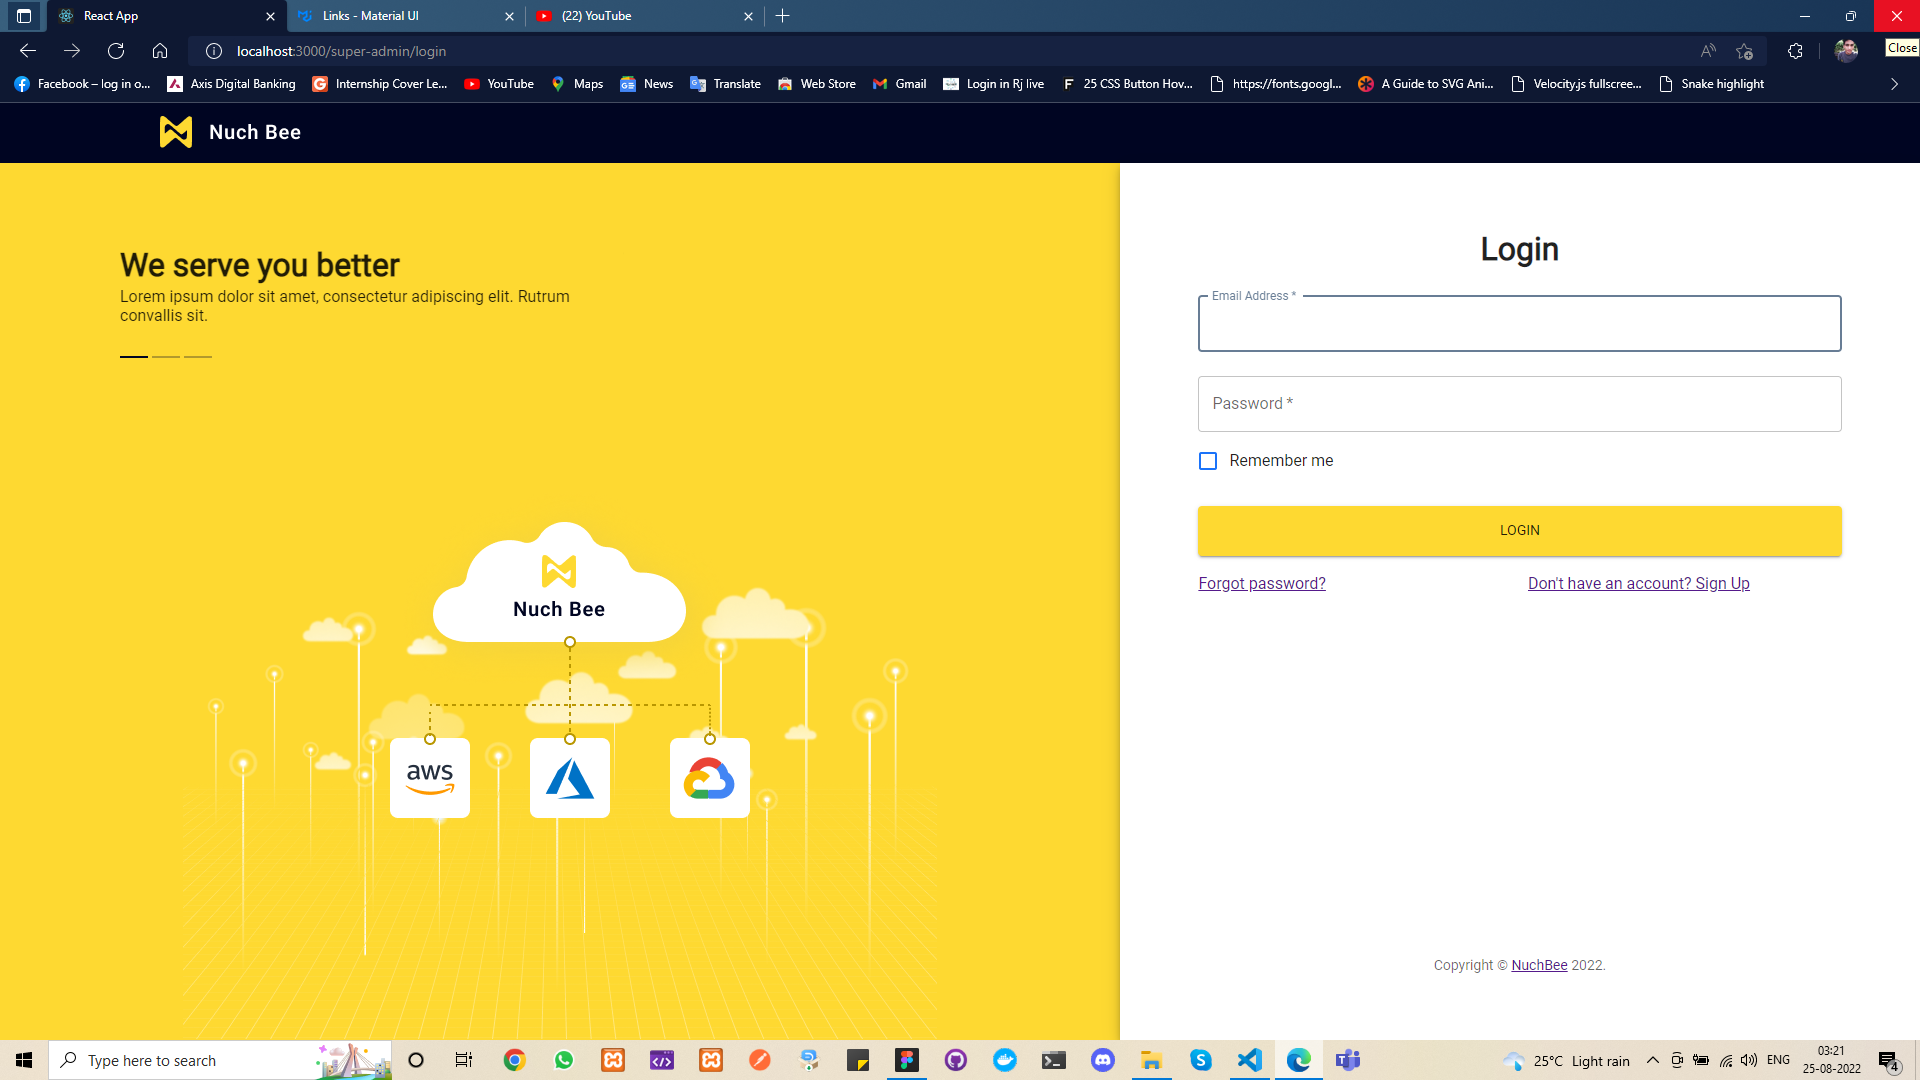 React App
Links - Material UI
(22) YouTube
localhost:3000/super-admin/login
Close
Facebook – log in o...
Axis Digital Banking
Internship Cover Le...
YouTube
Maps
News
Translate
Web Store
Gmail
Login in Rj live
25 CSS Button Hov...
https://fonts.googl...
A Guide to SVG Ani...
Velocity.js fullscree...
Snake highlight
Nuch Bee
We serve you better
Lorem ipsum dolor sit amet, consectetur adipiscing elit. Rutrum
convallis sit.
Nuch Bee
aws
Login
Email Address *
Password *
Remember me
LOGIN
Forgot password?
Don't have an account? Sign Up
Copyright © NuchBee 2022.
Type here to search
25°C Light rain
ENG
03:21
25-08-2022
4